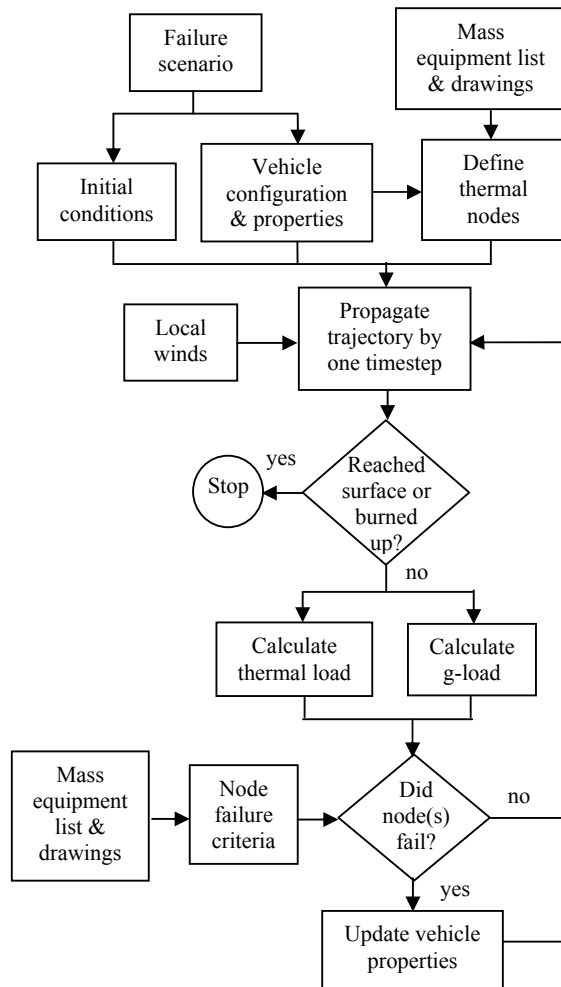 Failure
scenario
Mass
equipment list
& drawings
Initial
conditions
Vehicle
configuration
& properties
Define
thermal
nodes
Local
winds
Propagate
trajectory by
one timestep
yes
Stop
Reached
surface or
burned
up?
no
Calculate
thermal load
Calculate
g-load
Mass
equipment
list &
drawings
Node
failure
criteria
Did
node(s)
fail?
no
yes
Update vehicle
properties